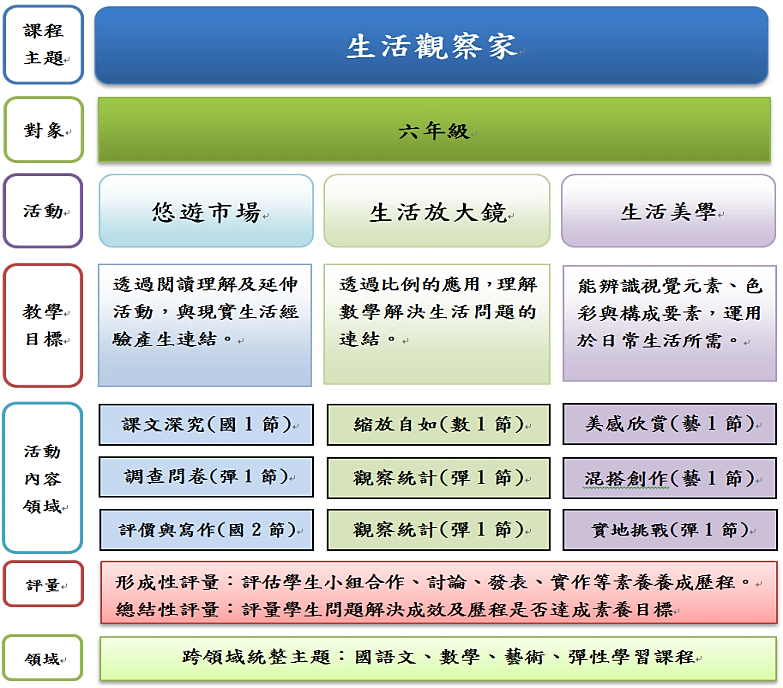 課程
主題
生活觀察家
對象
六年級
活動
悠遊市場
生活放大鏡
生活美學
教學
目標
透過閱讀理解及延伸
活動，與現實生活經
驗產生連結。
透過比例的應用，理解
數學解決生活問題的
連結。
能辨識視覺元素、色
彩與構成要素，運用
於日常生活所需。
活動
內容
領域
課文深究(國1節)
縮放自如(數1節)
美感欣賞(藝1節)
調查問卷(彈1節)
觀察統計(彈1節)
混搭創作(藝1節)
評價與寫作(國2節)
觀察統計(彈1節)
實地挑戰(彈1節)
評量
形成性評量：評估學生小組合作、討論、發表、實作等素養養成歷程。
總結性評量：評量學生問題解決成效及歷程是否達成素養目標
領域
跨領域統整主題：國語文、數學、藝術、彈性學習課程